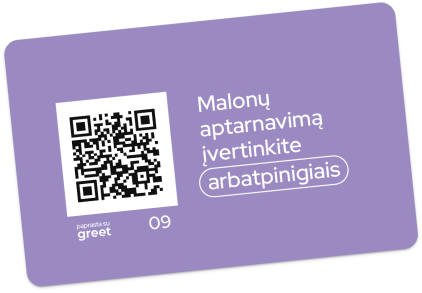 Malonų
aptarnavimą
įvertinkite
arbatpinigiais
paprasta su
greet
09